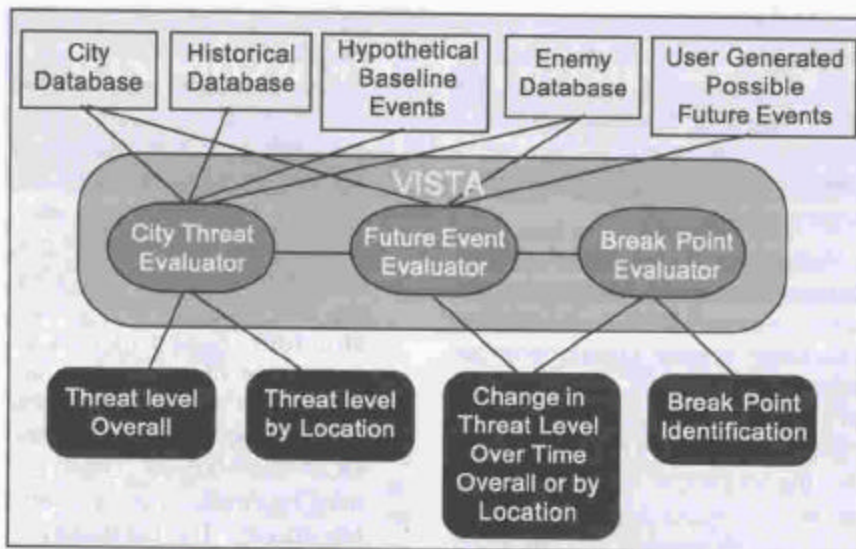 City
Database
Historical
Database
Hypothetical
Baseline
Events
Enemy
Database
User Generated
Possible
Future Events
VISTA
City Threat
Evaluator
Future Event
Evaluator
Break Point
Evaluator
Threat level
Overall
Threat level
by Location
Change in
Threat Level
Over Time
Overall or by
Location
Break Point
Identification